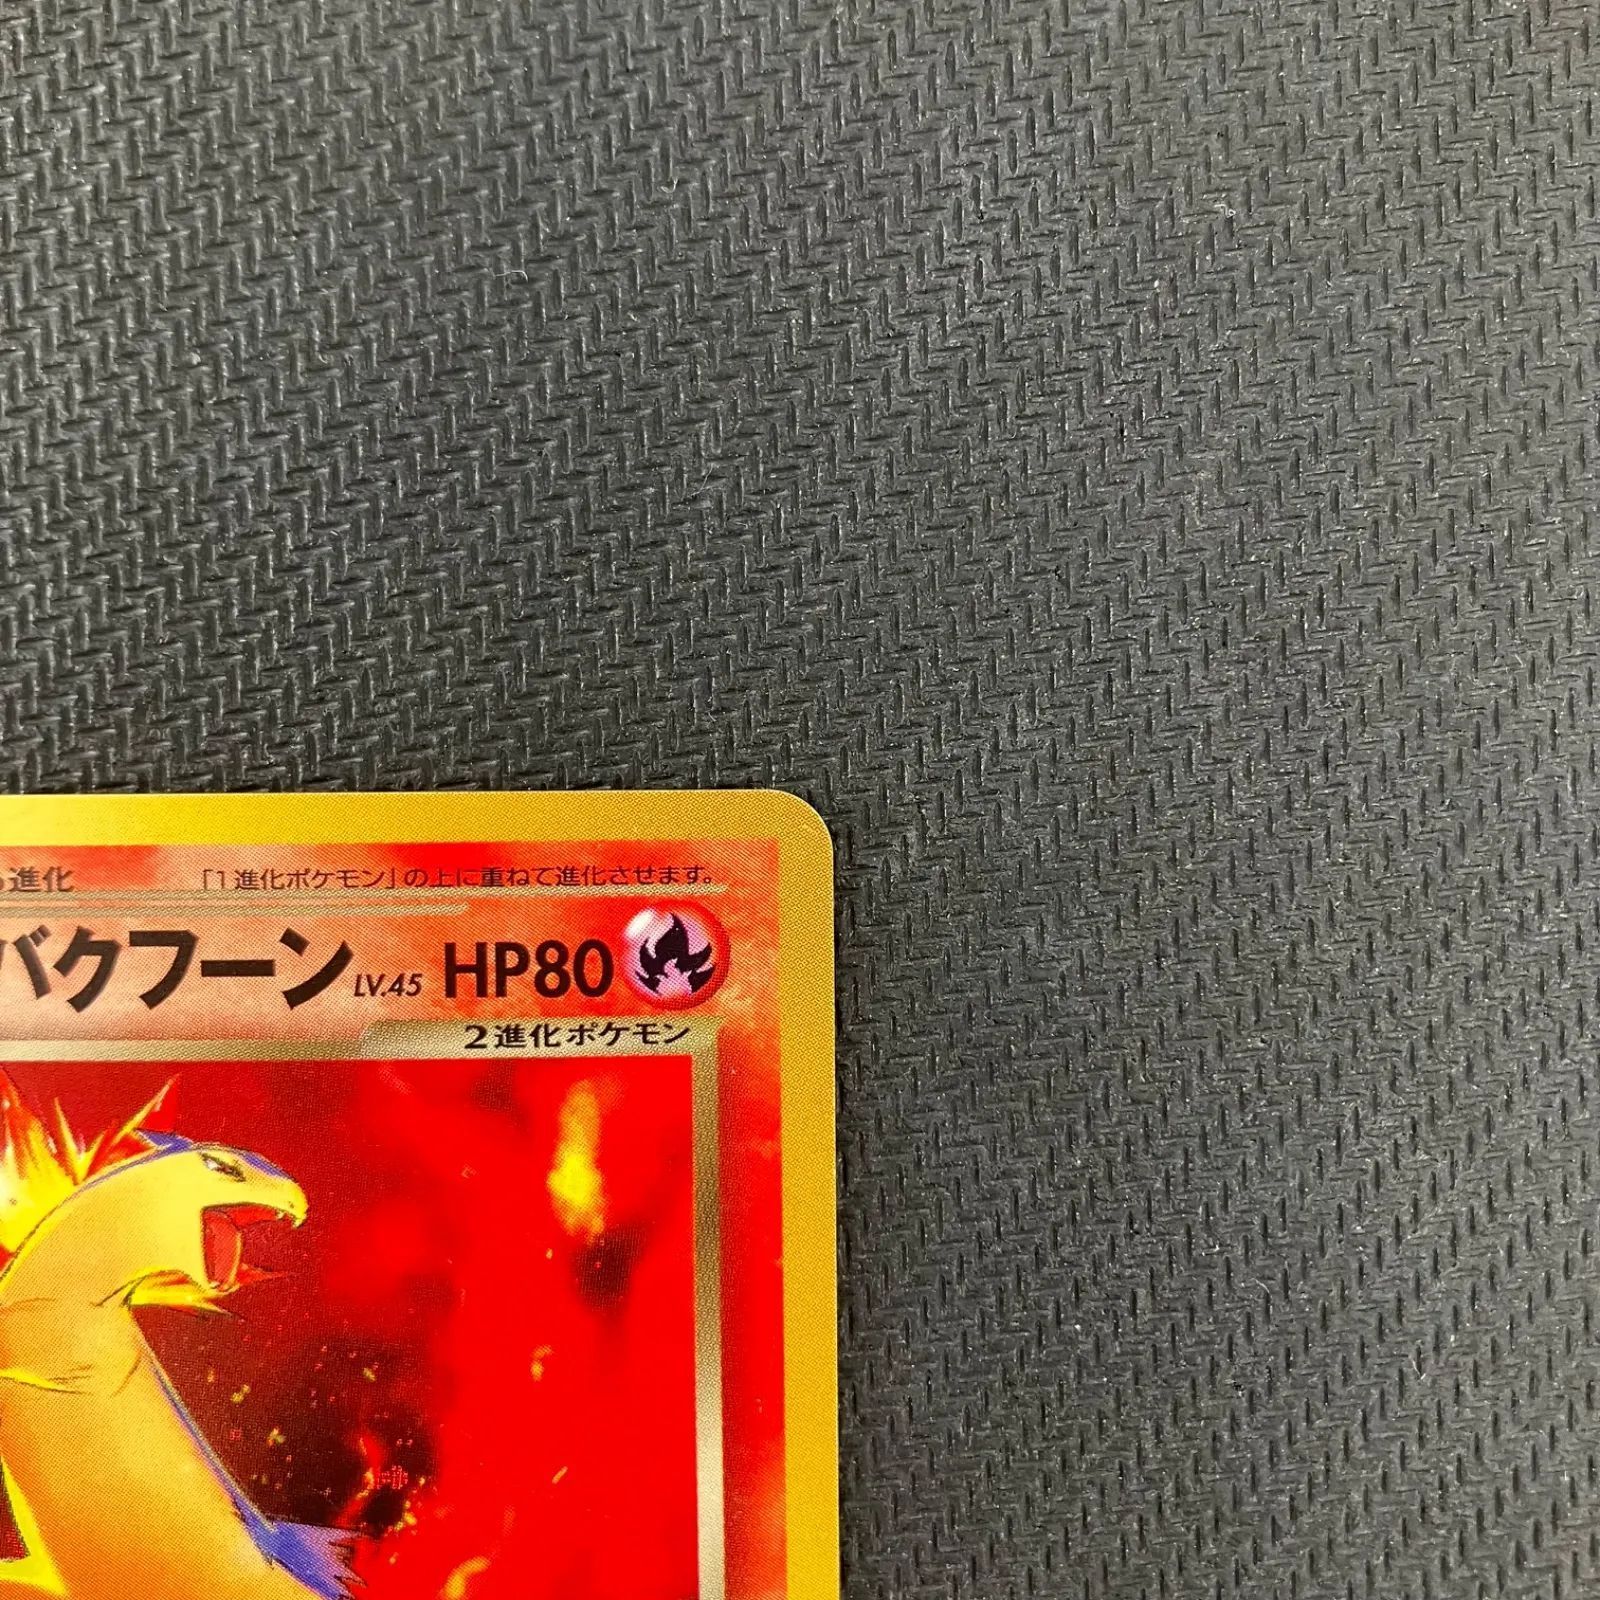 ら進化 「1進化ポケモン」の上に重ねて進化させます。
バクフーン LV.45 HP80
2進化ポケモン